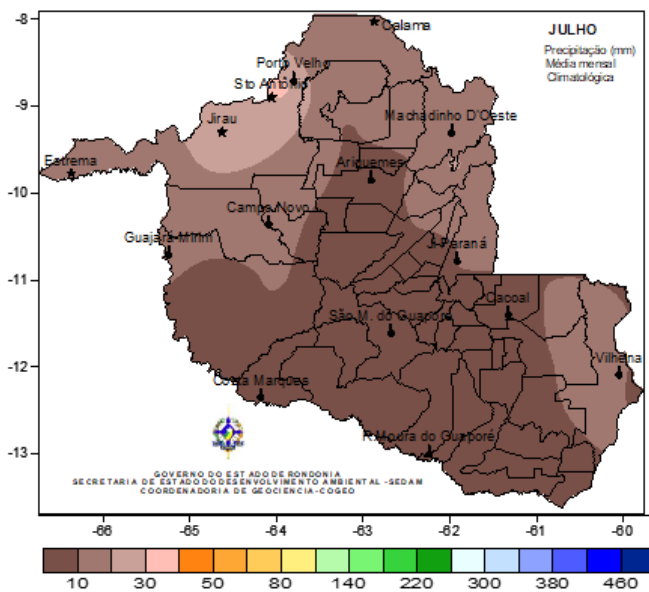 JULHO
Precipitação (mm)
Média mensal
Climatológica
Calama
Porto Velho
Sto Antônio
Jirau
Machadinho D'Oeste
Extrema
Ariquemes
Campo Novo
Guajará-Mirim
Ji-Paraná
Cacoal
São M. do Guaporé
Vilhena
Costa Marques
R.Moura do Guaporé
GOVERNO DO ESTADO DE RONDONIA
SECRETARIA DE ESTADO DO DESENVOLVIMENTO AMBIENTAL -SEDAM
COORDENADORIA DE GEOCIENCIA-COGEO
-8
-9
-10
-11
-12
-13
-66 -65 -64 -63 -62 -61 -60
10 30 50 80 140 220 300 380 460